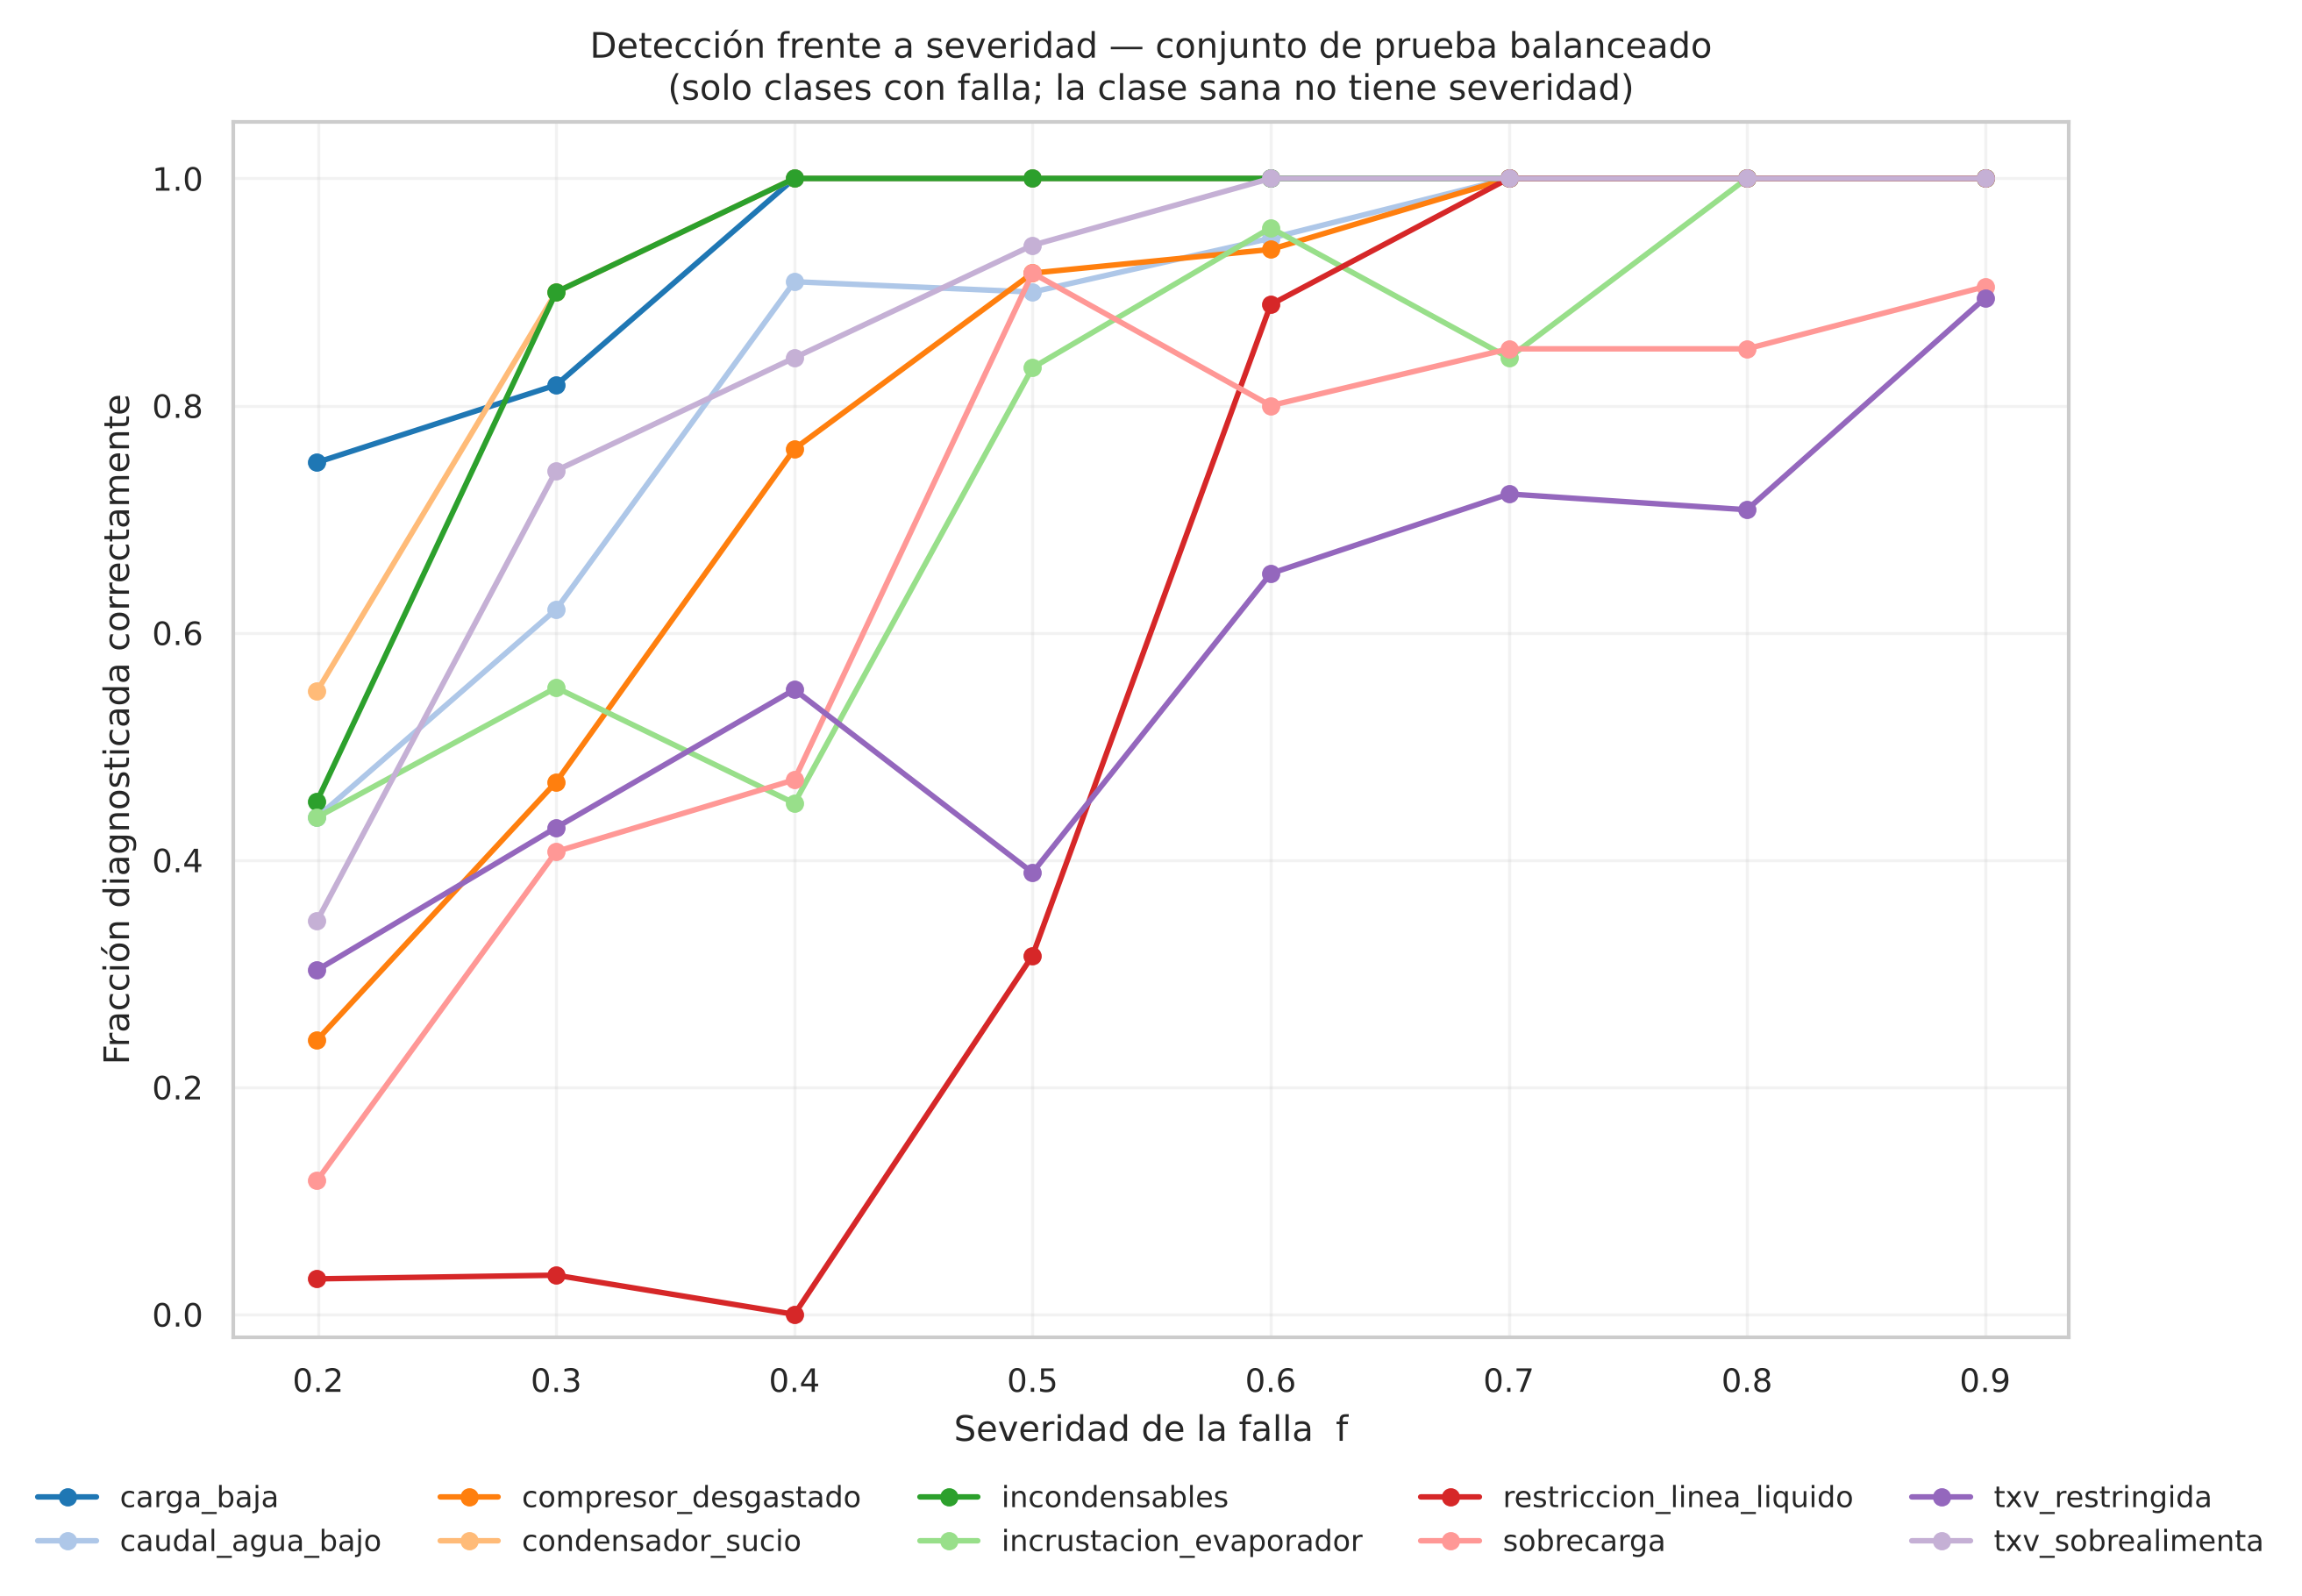 Detección frente a severidad — conjunto de prueba balanceado
(solo clases con falla; la clase sana no tiene severidad)
Fracción diagnosticada correctamente
1.0
0.8
0.6
0.4
0.2
0.0
0.2 0.3 0.4 0.5 0.6 0.7 0.8 0.9
Severidad de la falla  f
carga_baja compresor_desgastado incondensables restriccion_linea_liquido txv_restringida
caudal_agua_bajo condensador_sucio incrustacion_evaporador sobrecarga txv_sobrealimenta